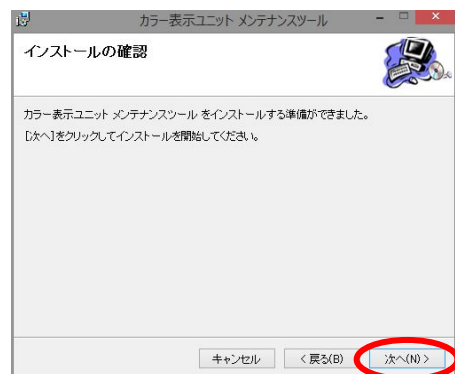 カラー表示ユニット メンテナンスツール
インストールの確認
カラー表示ユニット メンテナンスツール をインストールする準備ができました。
[次へ]をクリックしてインストールを開始してください。
キャンセル
< 戻る(B)
次へ(N) >